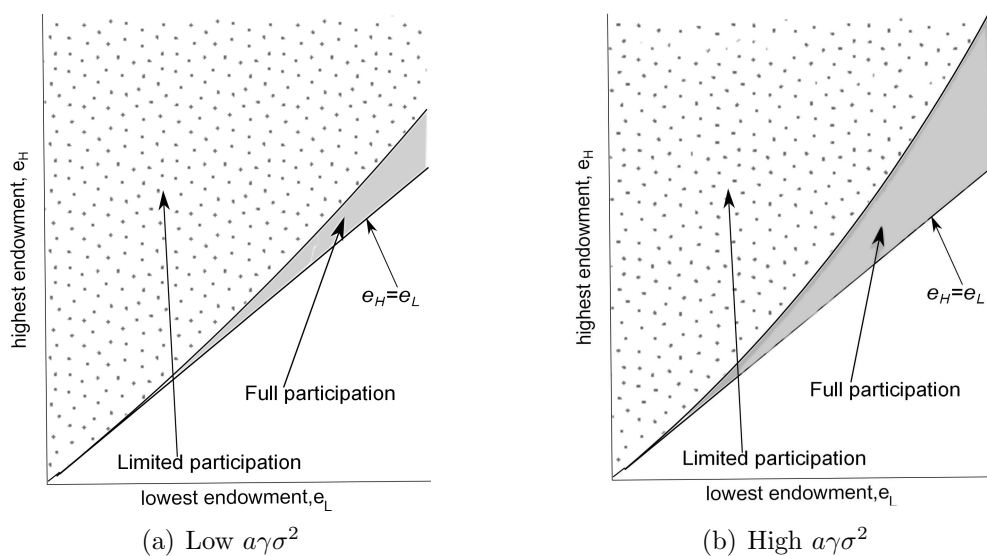 highest endowment, e_H
e_H=e_L
Full participation
Limited participation
lowest endowment,e_L
(a) Low aγσ²
highest endowment, e_H
e_H=e_L
Full participation
Limited participation
lowest endowment,e_L
(b) High aγσ²